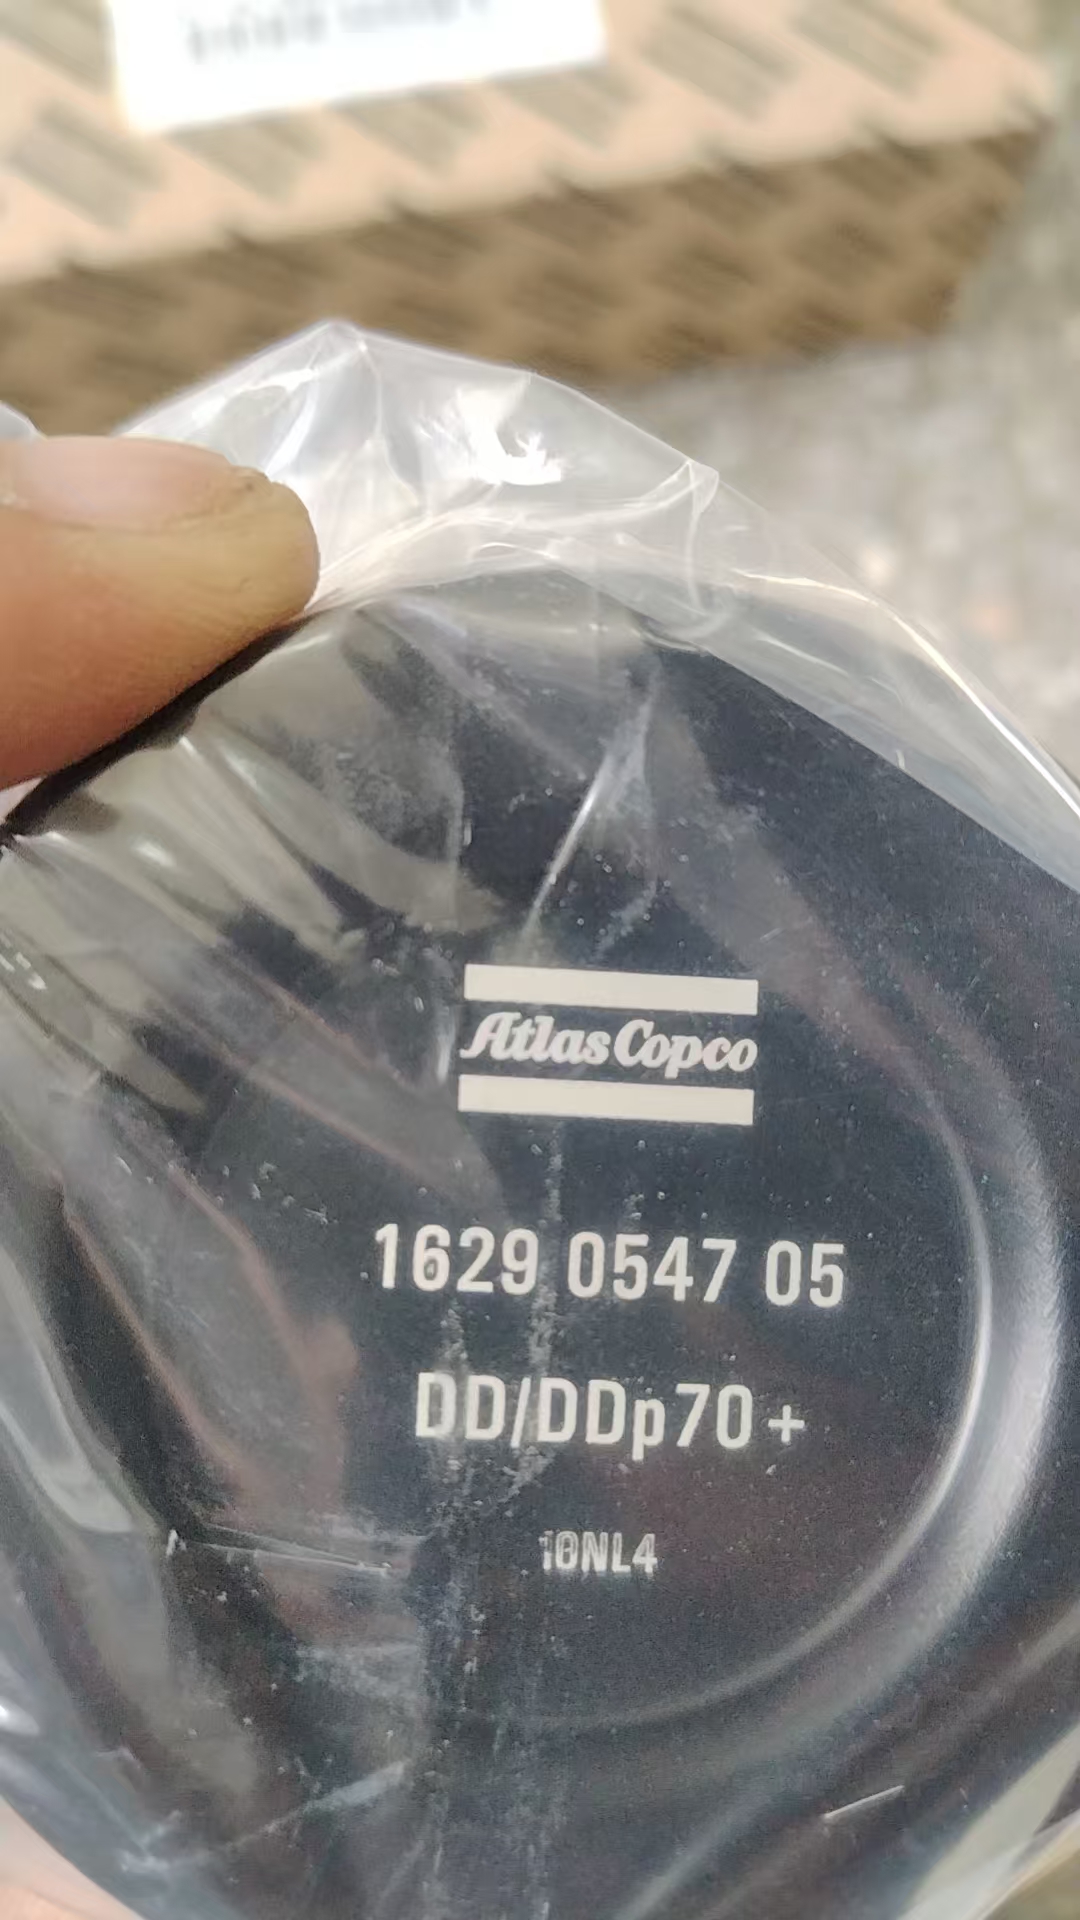 Atlas Copco
1629 0547 05
DD/DDp70+
10NL4